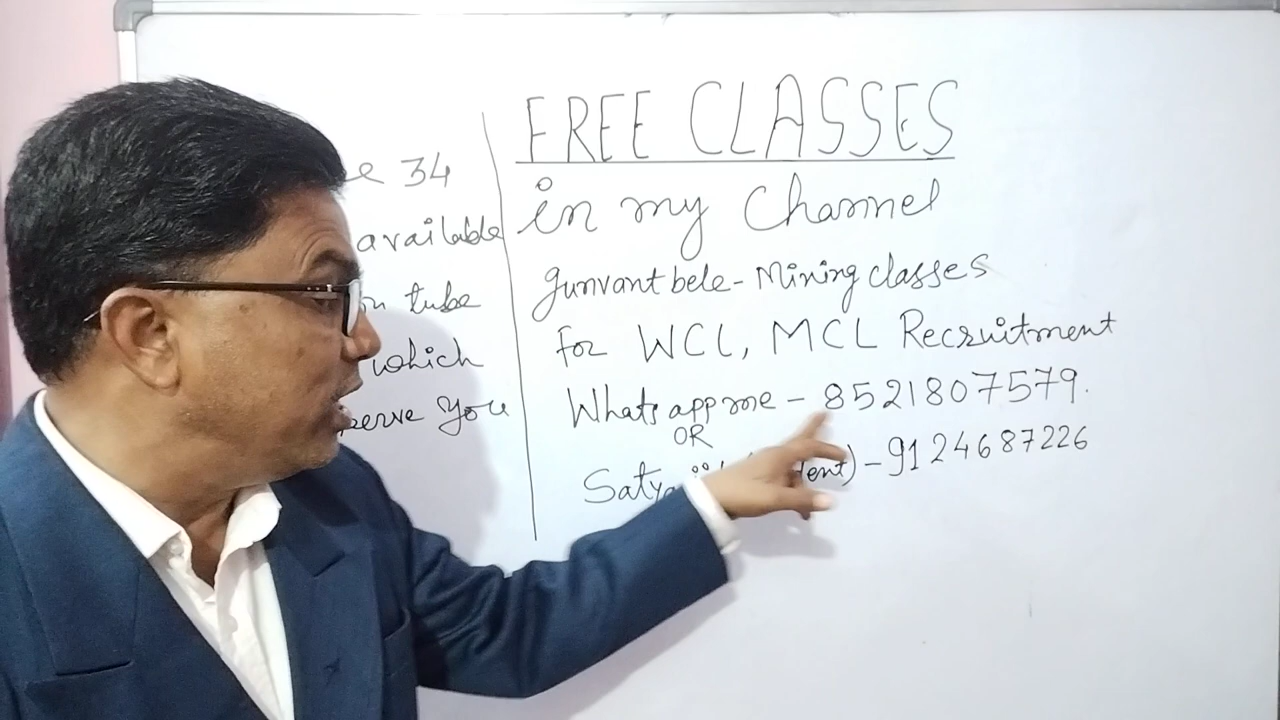 34
available
tube
which
serve you
FREE CLASSES
in my Channel
gunvant bele - Mining classes
for WCL, MCL Recruitment
Whats app me - 8521807579.
OR
- 9124687226